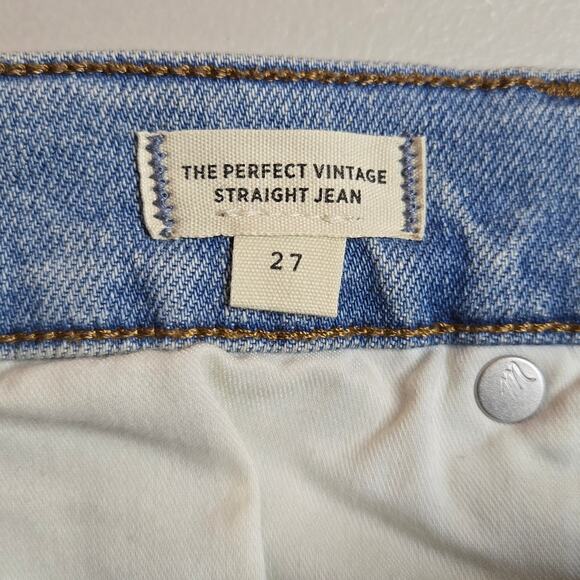 THE PERFECT VINTAGE
STRAIGHT JEAN
27